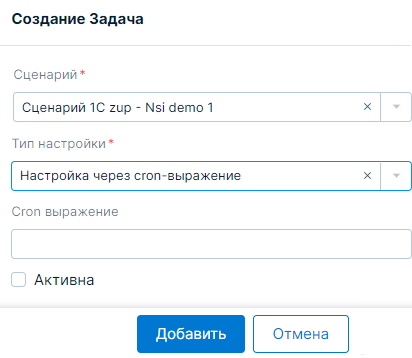 Создание Задача
Сценарий*
Сценарий 1С zup - Nsi demo 1
Тип настройки*
Настройка через cron-выражение
Cron выражение
Активна
Добавить
Отмена